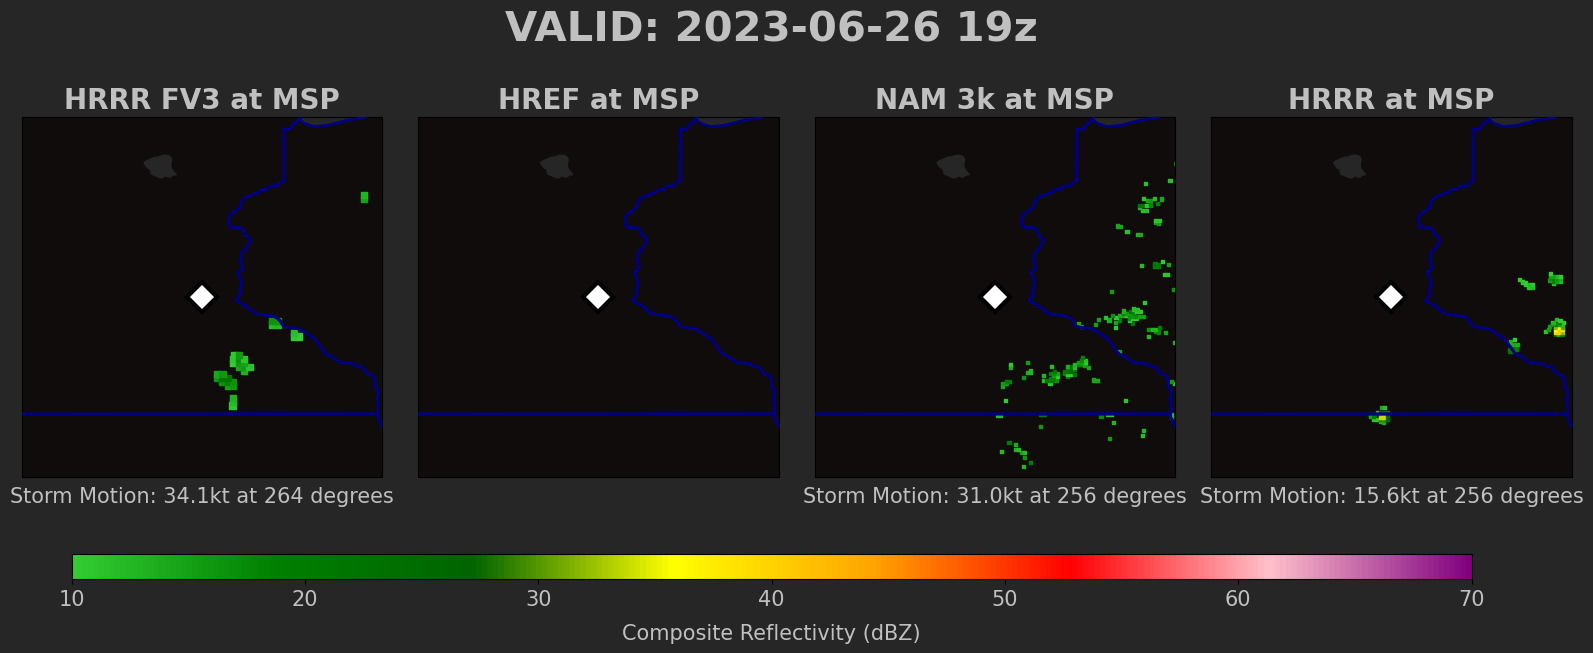 VALID: 2023-06-26 19z
HRRR FV3 at MSP
HREF at MSP
NAM 3k at MSP
HRRR at MSP
Storm Motion: 34.1kt at 264 degrees
Storm Motion: 31.0kt at 256 degrees
Storm Motion: 15.6kt at 256 degrees
10 20 30 40 50 60 70
Composite Reflectivity (dBZ)